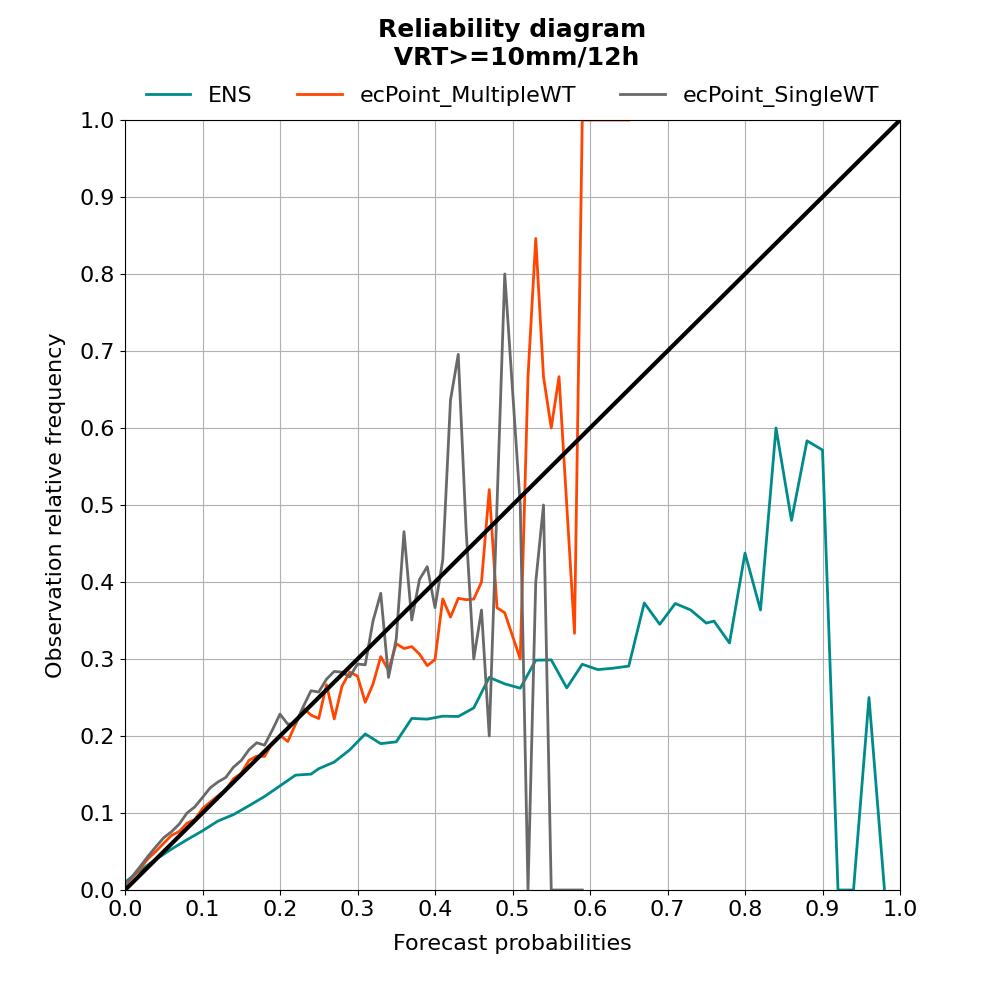 Reliability diagram
VRT>=10mm/12h
ENS ecPoint_MultipleWT ecPoint_SingleWT
1.0
0.9
0.8
0.7
0.6
0.5
0.4
0.3
0.2
0.1
0.0
Observation relative frequency
0.0 0.1 0.2 0.3 0.4 0.5 0.6 0.7 0.8 0.9 1.0
Forecast probabilities